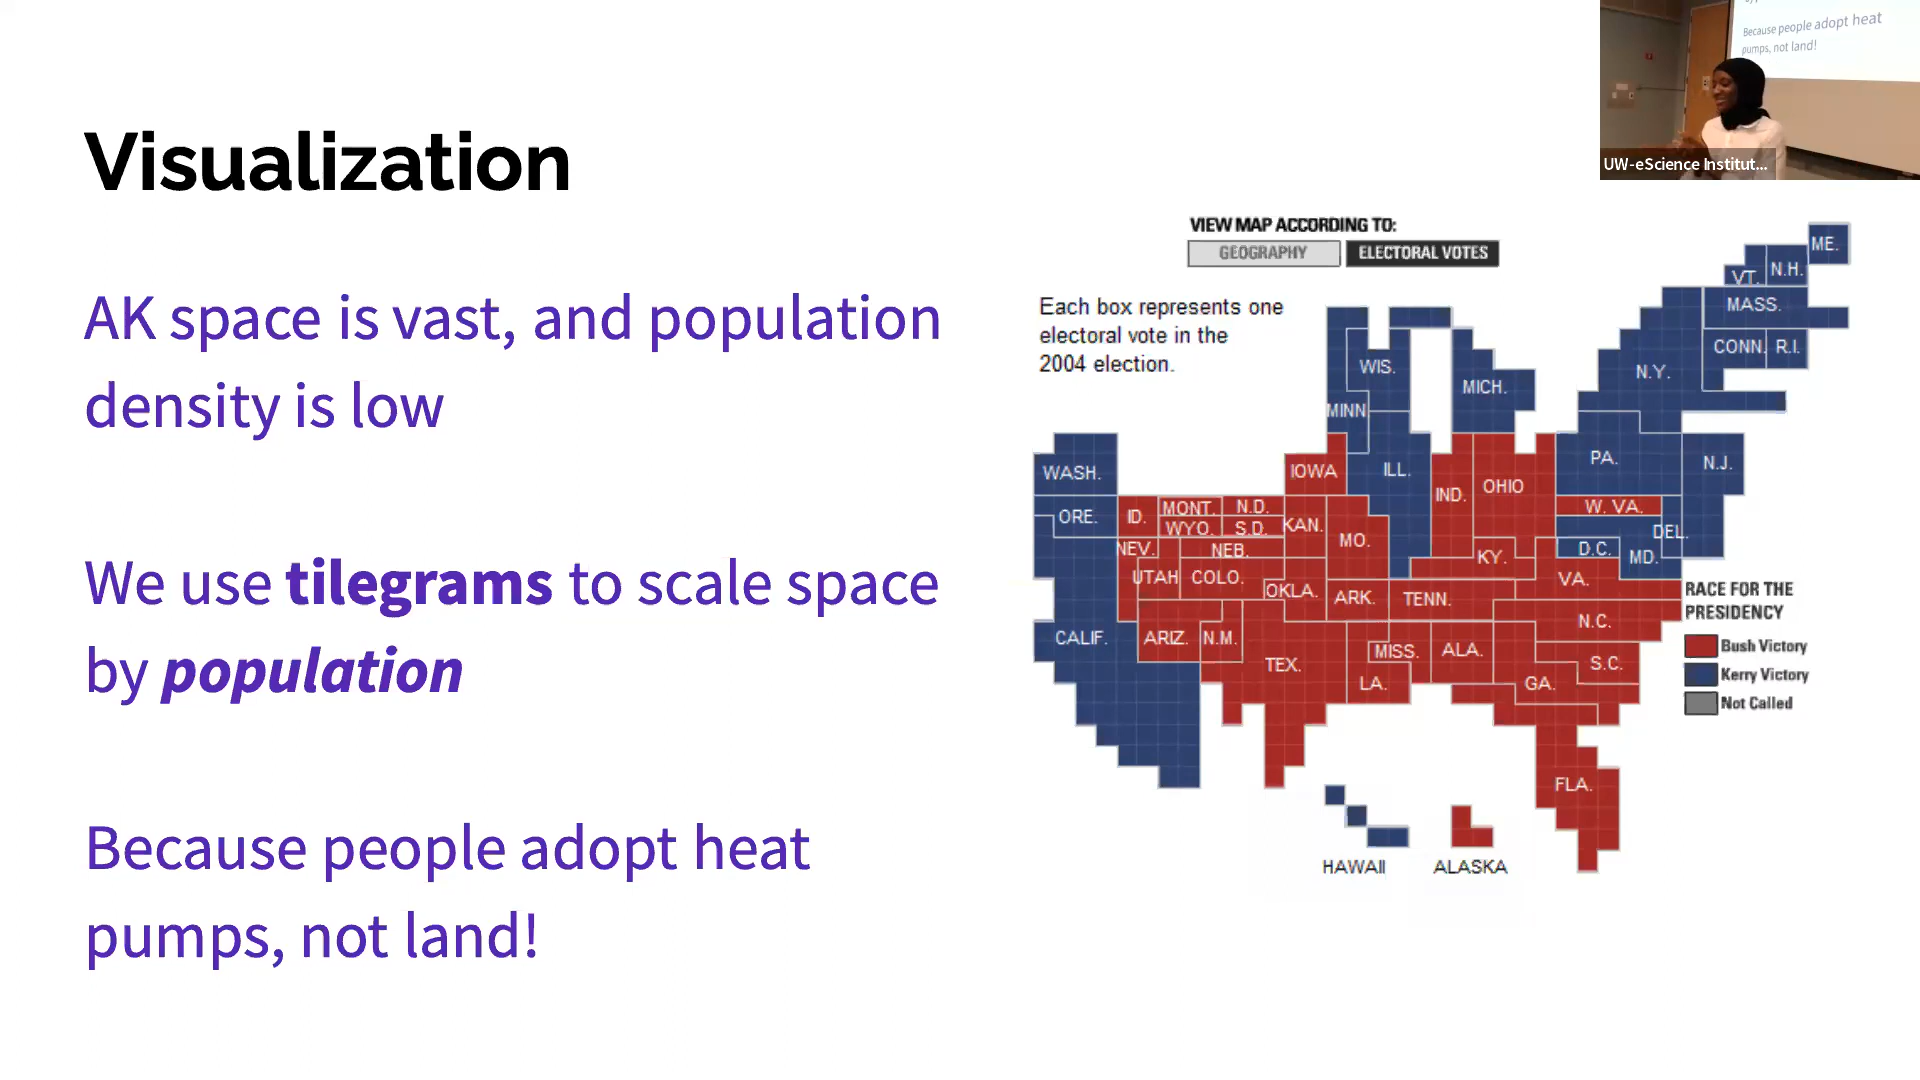 Visualization
AK space is vast, and population
density is low
We use tilegrams to scale space
by population
Because people adopt heat
pumps, not land!
Because people adopt heat
pumps, not land!
UW-eScience Institut...
VIEW MAP ACCORDING TO:
GEOGRAPHY
ELECTORAL VOTES
Each box represents one
electoral vote in the
2004 election.
ME.
VT.
N.H.
MASS.
CONN.
R.I.
N.Y.
WIS.
MICH.
MINN
WASH.
IOWA
ILL.
IND.
OHIO
PA.
N.J.
ORE.
ID.
MONT.
N.D.
WYO.
S.D.
KAN.
MO.
W. VA.
DEL.
NEV.
NEB.
KY.
D.C.
MD.
UTAH
COLO.
OKLA.
ARK.
TENN.
VA.
N.C.
CALIF.
ARIZ.
N.M.
TEX.
MISS.
ALA.
LA.
GA.
S.C.
FLA.
HAWAII
ALASKA
RACE FOR THE
PRESIDENCY
Bush Victory
Kerry Victory
Not Called